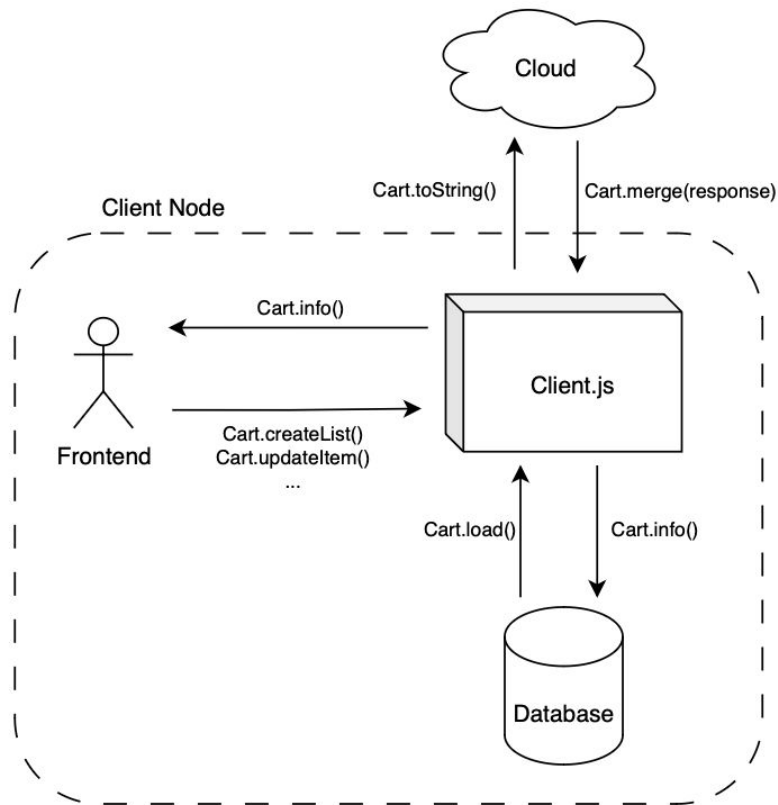 Cloud
Cart.toString()
Cart.merge(response)
Client Node
Cart.info()
Client.js
Cart.createList()
Cart.updateItem()
...
Frontend
Cart.load()
Cart.info()
Database